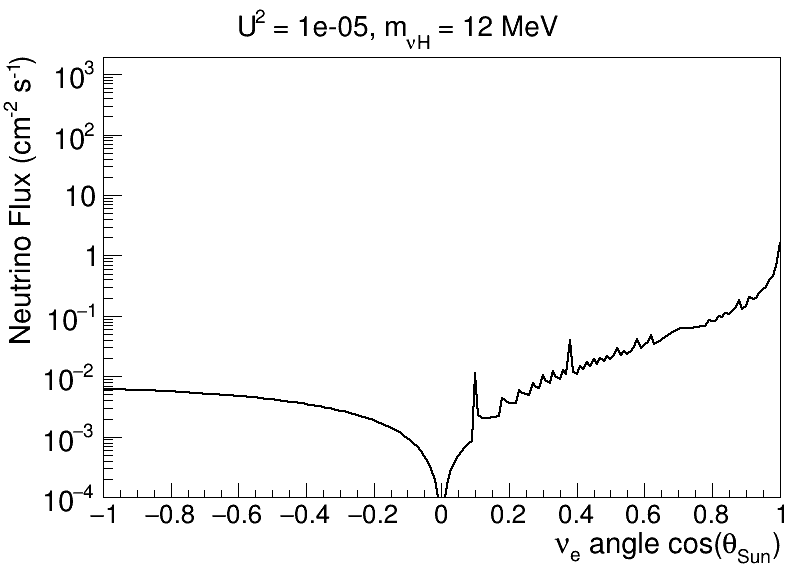 U² = 1e-05, m_νH = 12 MeV
Neutrino Flux (cm⁻² s⁻¹)
10³
10²
10
1
10⁻¹
10⁻²
10⁻³
10⁻⁴
−1 −0.8 −0.6 −0.4 −0.2 0 0.2 0.4 0.6 0.8 1
ν_e angle cos(θ_Sun)